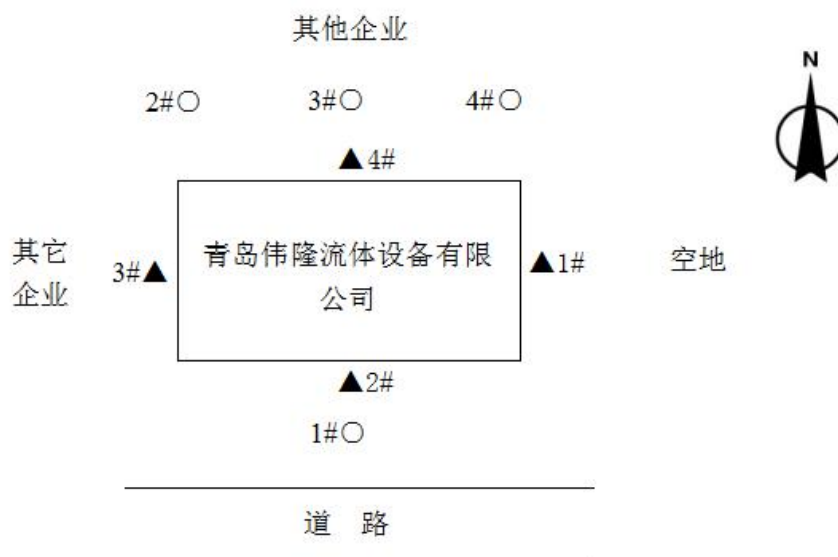 其他企业
N
2#○ 3#○ 4#○
▲4#
其它
企业
3#▲
青岛伟隆流体设备有限
公司
▲1#
空地
▲2#
1#○
道 路